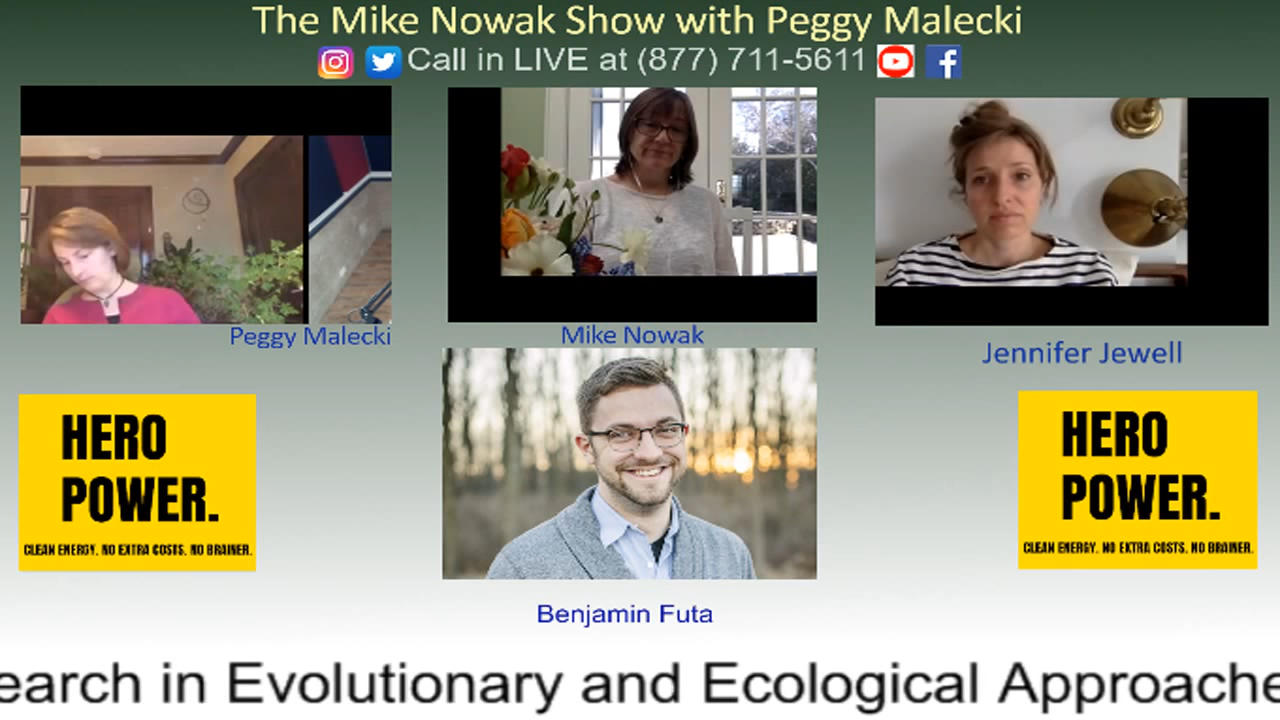 The Mike Nowak Show with Peggy Malecki
Call in LIVE at (877) 711-5611
Peggy Malecki
Mike Nowak
Jennifer Jewell
HERO
POWER.
CLEAN ENERGY. NO EXTRA COSTS. NO BRAINER.
HERO
POWER.
CLEAN ENERGY. NO EXTRA COSTS. NO BRAINER.
Benjamin Futa
earch in Evolutionary and Ecological Approache